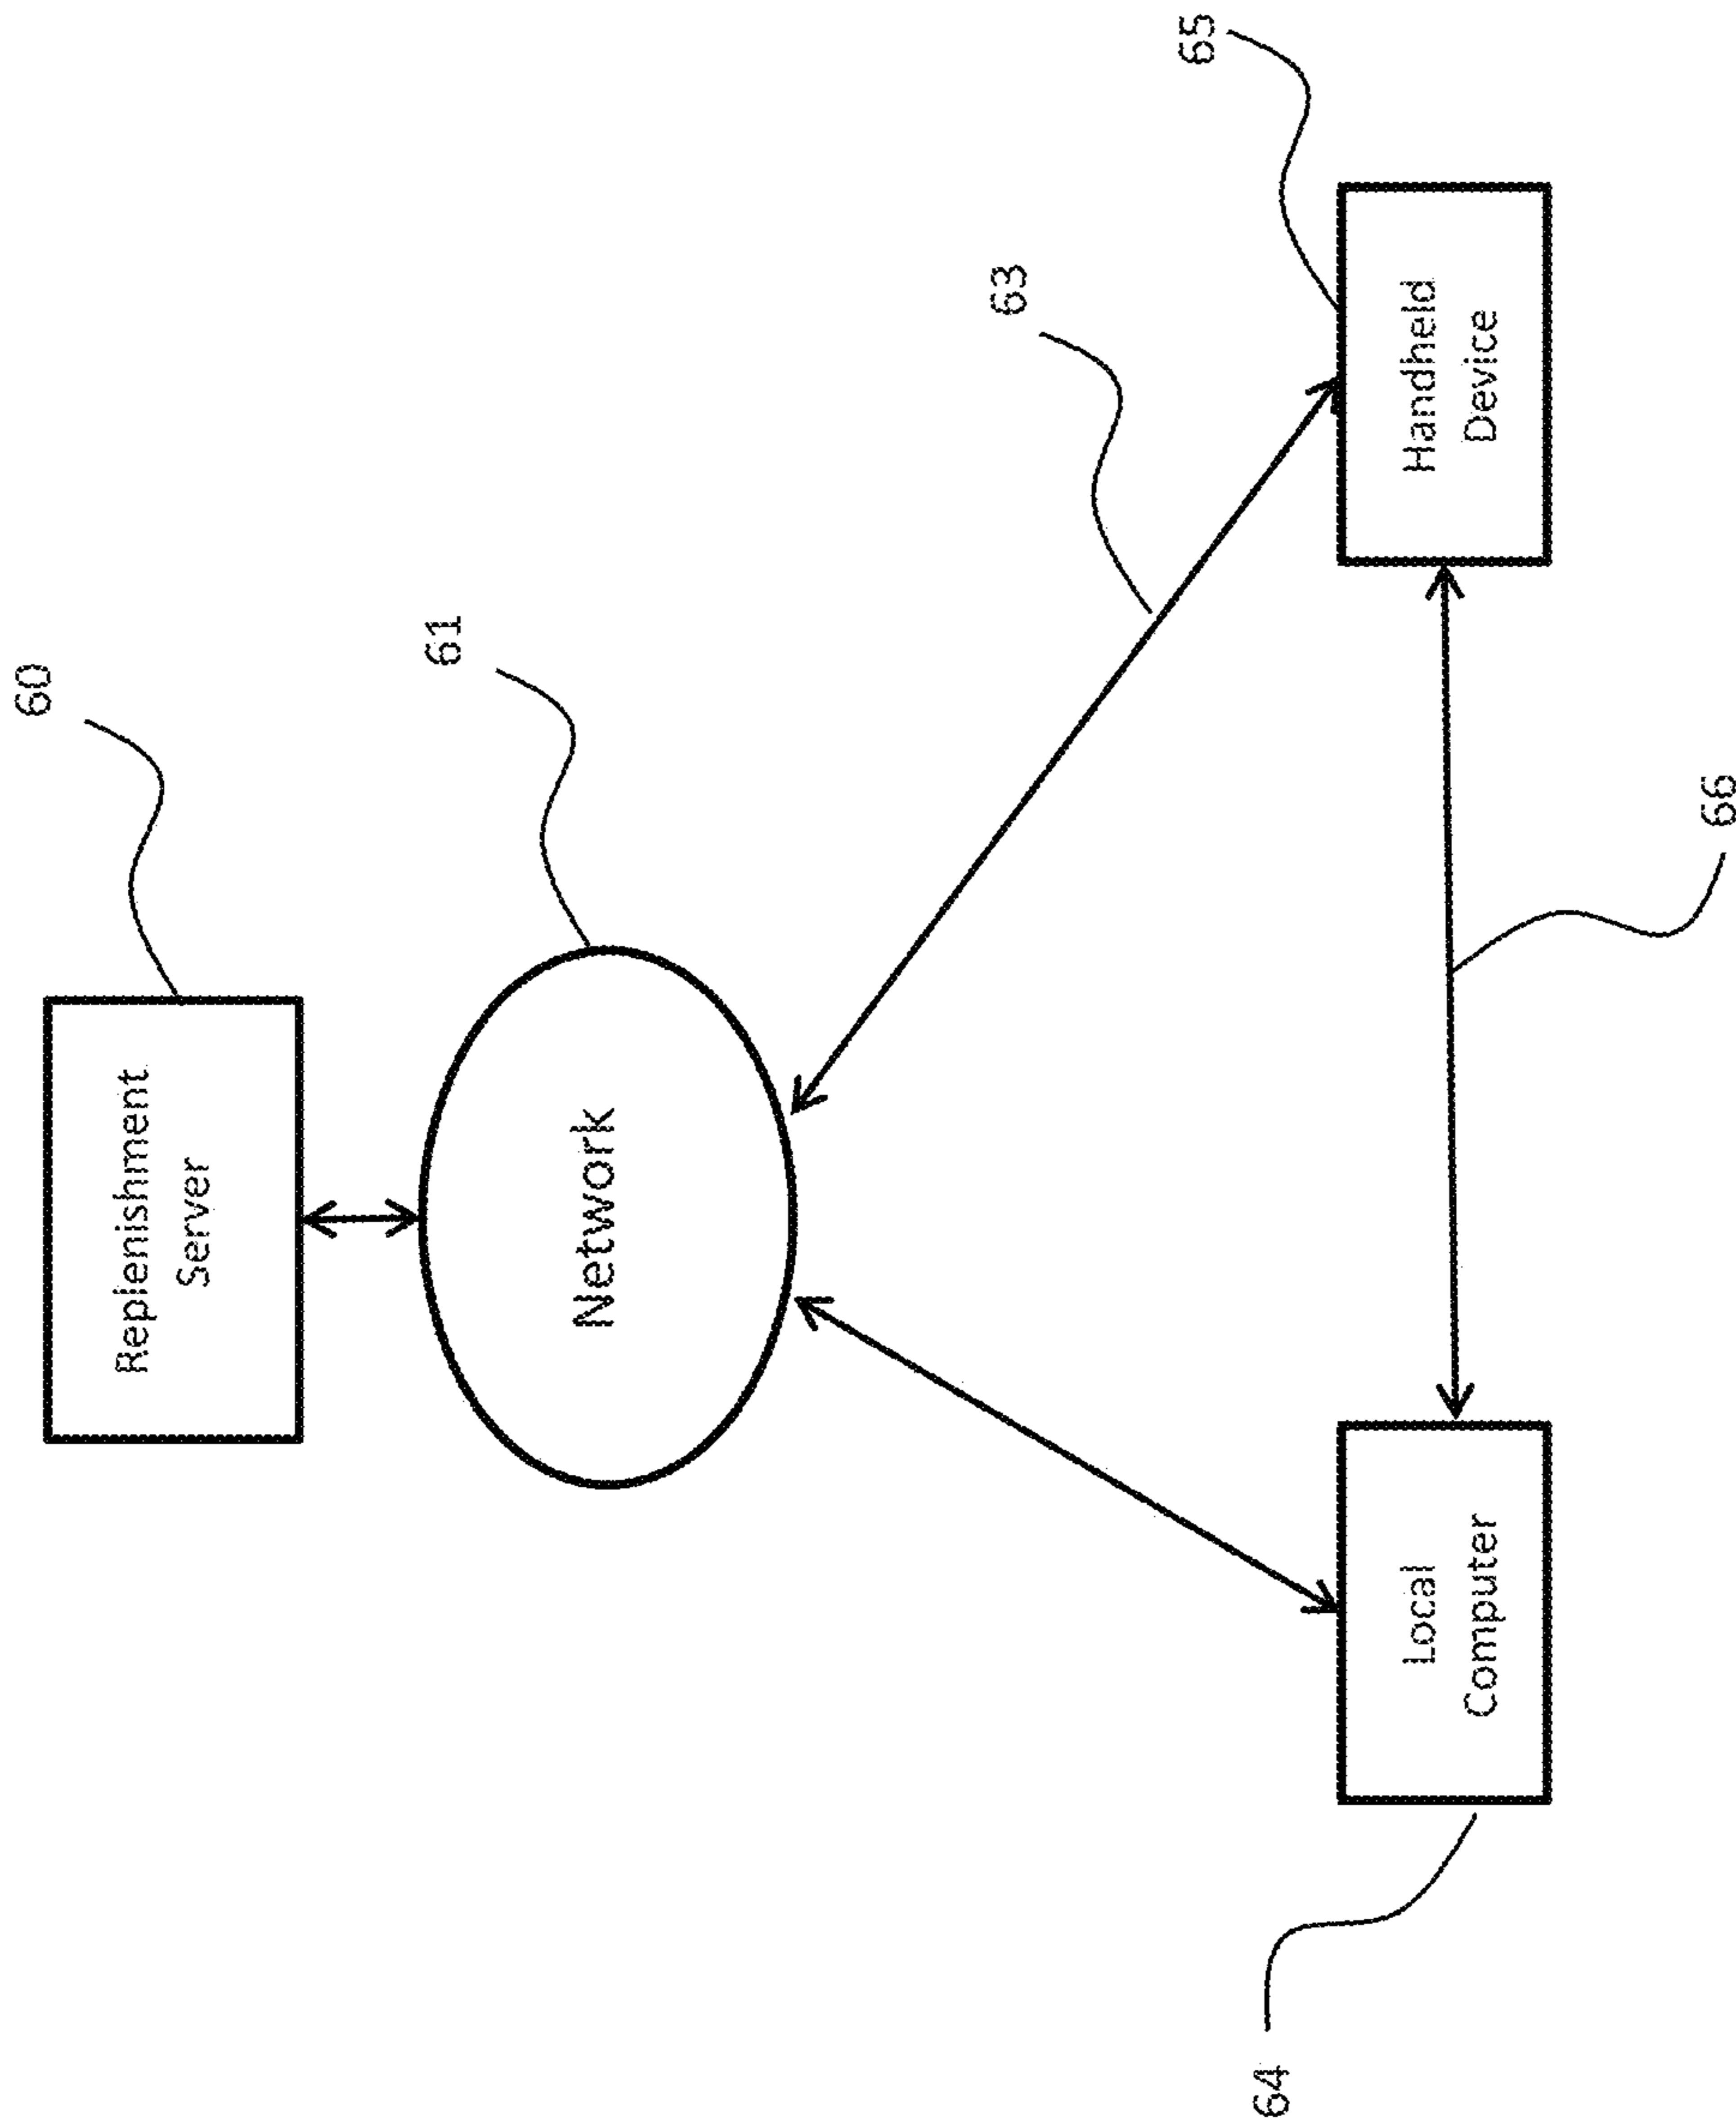 60
Replenishment
Server
61
Network
63
65
Handheld
Device
66
Local
Computer
64